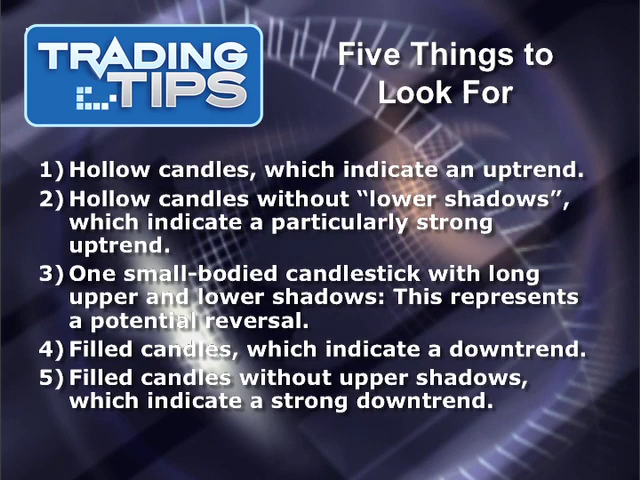 TRADING
TIPS
Five Things to
Look For
1) Hollow candles, which indicate an uptrend.
2) Hollow candles without “lower shadows”,
which indicate a particularly strong
uptrend.
3) One small-bodied candlestick with long
upper and lower shadows: This represents
a potential reversal.
4) Filled candles, which indicate a downtrend.
5) Filled candles without upper shadows,
which indicate a strong downtrend.